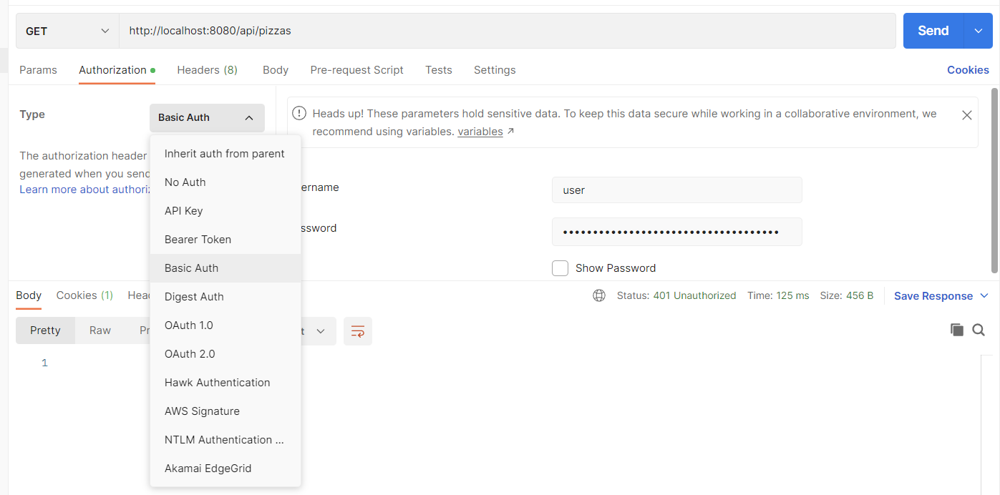 GET
http://localhost:8080/api/pizzas
Send
Params
Authorization
Headers (8)
Body
Pre-request Script
Tests
Settings
Cookies
Type
Basic Auth
Heads up! These parameters hold sensitive data. To keep this data secure while working in a collaborative environment, we
recommend using variables. variables ↗
The authorization header
generated when you send
Learn more about authoriz
Inherit auth from parent
No Auth
API Key
Bearer Token
Basic Auth
Digest Auth
OAuth 1.0
OAuth 2.0
Hawk Authentication
AWS Signature
NTLM Authentication ...
Akamai EdgeGrid
ername
user
ssword
••••••••••••••••••••••••••••••••••••
Show Password
Body
Cookies (1)
Head
Status: 401 Unauthorized
Time: 125 ms
Size: 456 B
Save Response
Pretty
Raw
Pr
t
1